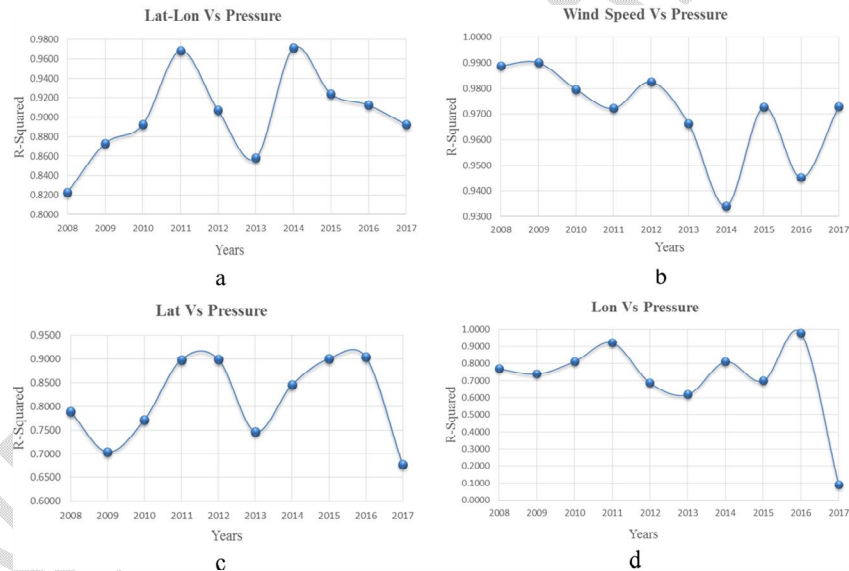 Lat-Lon Vs Pressure
0.9800
0.9600
0.9400
0.9200
0.9000
0.8800
0.8600
0.8400
0.8200
0.8000
R-Squared
2008 2009 2010 2011 2012 2013 2014 2015 2016 2017
Years
a
Wind Speed Vs Pressure
1.0000
0.9900
0.9800
0.9700
0.9600
0.9500
0.9400
0.9300
R-Squared
2008 2009 2010 2011 2012 2013 2014 2015 2016 2017
Years
b
Lat Vs Pressure
0.9500
0.9000
0.8500
0.8000
0.7500
0.7000
0.6500
0.6000
R-Squared
2008 2009 2010 2011 2012 2013 2014 2015 2016 2017
Years
c
Lon Vs Pressure
1.0000
0.9000
0.8000
0.7000
0.6000
0.5000
0.4000
0.3000
0.2000
0.1000
0.0000
R-Squared
2008 2009 2010 2011 2012 2013 2014 2015 2016 2017
Years
d